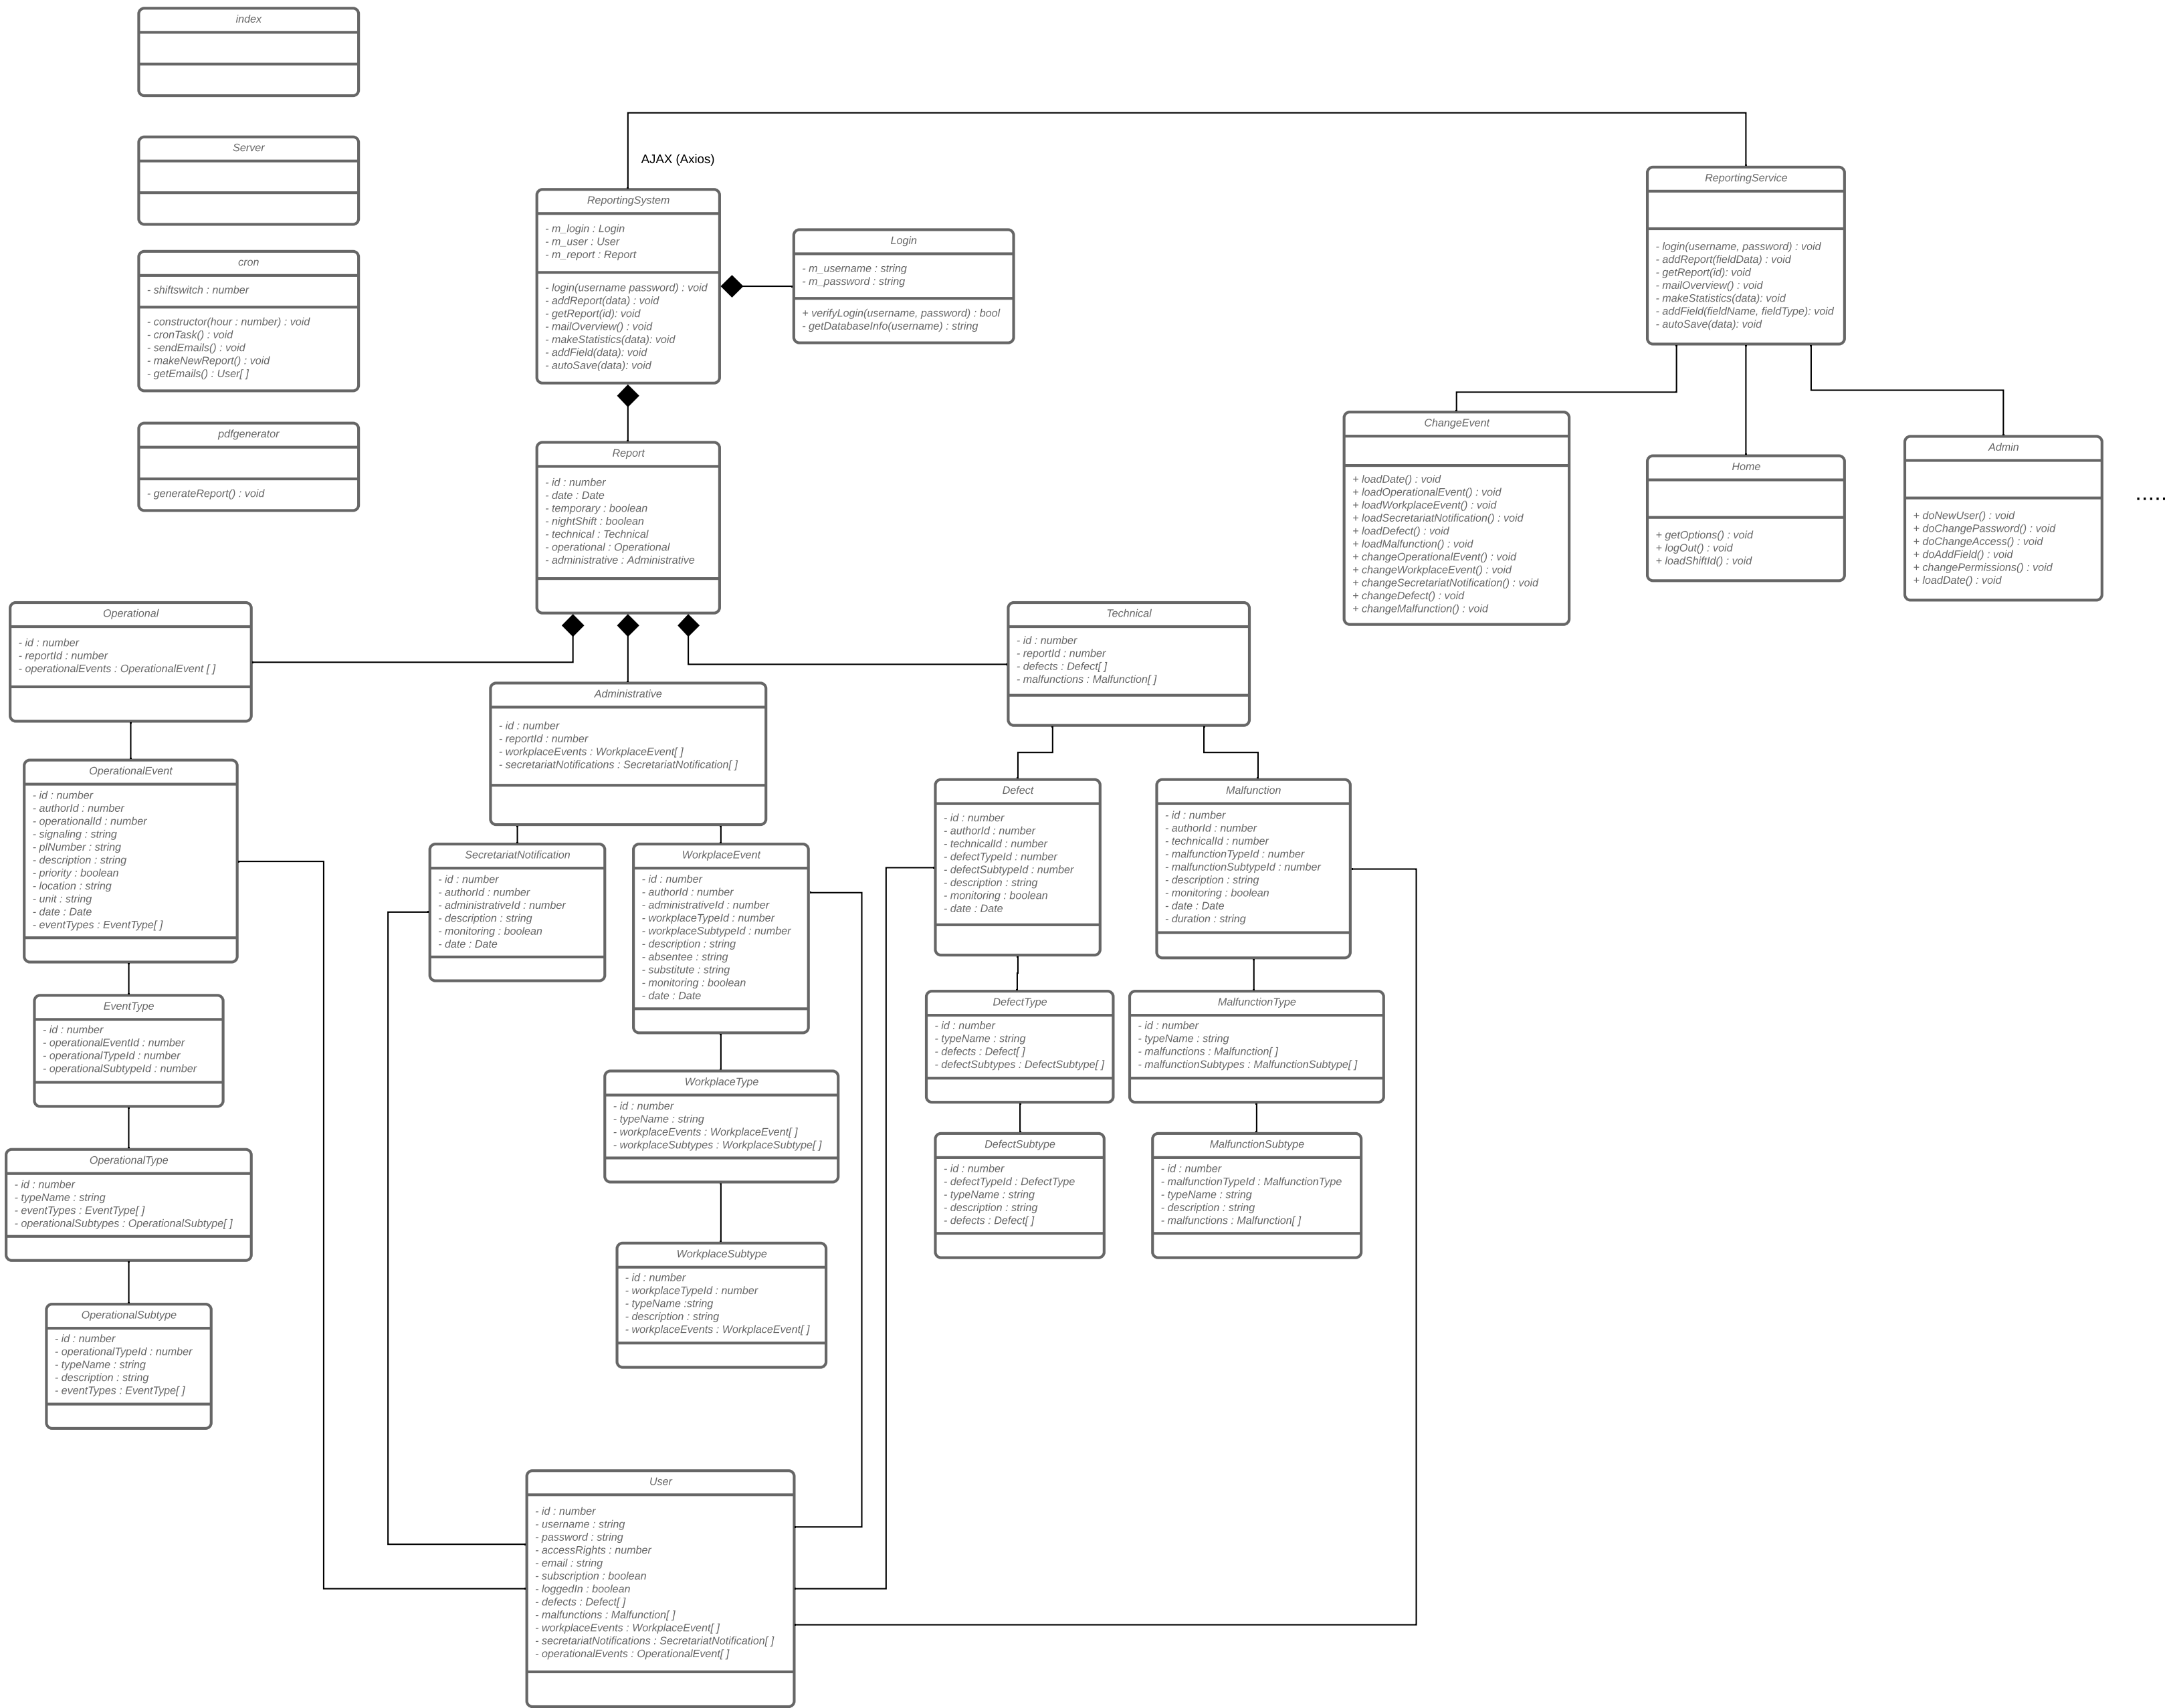 index
Server
cron
- shiftswitch : number
- constructor(hour : number) : void
- cronTask() : void
- sendEmails() : void
- makeNewReport() : void
- getEmails() : User[ ]
pdfgenerator
- generateReport() : void
AJAX (Axios)
ReportingSystem
- m_login : Login
- m_user : User
- m_report : Report
- login(username password) : void
- addReport(data) : void
- getReport(id): void
- mailOverview() : void
- makeStatistics(data): void
- addField(data): void
- autoSave(data): void
Login
- m_username : string
- m_password : string
+ verifyLogin(username, password) : bool
- getDatabaseInfo(username) : string
ReportingService
- login(username, password) : void
- addReport(fieldData) : void
- getReport(id): void
- mailOverview() : void
- makeStatistics(data): void
- addField(fieldName, fieldType): void
- autoSave(data): void
ChangeEvent
+ loadDate() : void
+ loadOperationalEvent() : void
+ loadWorkplaceEvent() : void
+ loadSecretariatNotification() : void
+ loadDefect() : void
+ loadMalfunction() : void
+ changeOperationalEvent() : void
+ changeWorkplaceEvent() : void
+ changeSecretariatNotification() : void
+ changeDefect() : void
+ changeMalfunction() : void
Home
+ getOptions() : void
+ logOut() : void
+ loadShiftId() : void
Admin
+ doNewUser() : void
+ doChangePassword() : void
+ doChangeAccess() : void
+ doAddField() : void
+ changePermissions() : void
+ loadDate() : void
.....
Report
- id : number
- date : Date
- temporary : boolean
- nightShift : boolean
- technical : Technical
- operational : Operational
- administrative : Administrative
Operational
- id : number
- reportId : number
- operationalEvents : OperationalEvent [ ]
Administrative
- id : number
- reportId : number
- workplaceEvents : WorkplaceEvent[ ]
- secretariatNotifications : SecretariatNotification[ ]
Technical
- id : number
- reportId : number
- defects : Defect[ ]
- malfunctions : Malfunction[ ]
OperationalEvent
- id : number
- authorId : number
- operationalId : number
- signaling : string
- plNumber : string
- description : string
- priority : boolean
- location : string
- unit : string
- date : Date
- eventTypes : EventType[ ]
SecretariatNotification
- id : number
- authorId : number
- administrativeId : number
- description : string
- monitoring : boolean
- date : Date
WorkplaceEvent
- id : number
- authorId : number
- administrativeId : number
- workplaceTypeId : number
- workplaceSubtypeId : number
- description : string
- absentee : string
- substitute : string
- monitoring : boolean
- date : Date
Defect
- id : number
- authorId : number
- technicalId : number
- defectTypeId : number
- defectSubtypeId : number
- description : string
- monitoring : boolean
- date : Date
Malfunction
- id : number
- authorId : number
- technicalId : number
- malfunctionTypeId : number
- malfunctionSubtypeId : number
- description : string
- monitoring : boolean
- date : Date
- duration : string
EventType
- id : number
- operationalEventId : number
- operationalTypeId : number
- operationalSubtypeId : number
WorkplaceType
- id : number
- typeName : string
- workplaceEvents : WorkplaceEvent[ ]
- workplaceSubtypes : WorkplaceSubtype[ ]
DefectType
- id : number
- typeName : string
- defects : Defect[ ]
- defectSubtypes : DefectSubtype[ ]
MalfunctionType
- id : number
- typeName : string
- malfunctions : Malfunction[ ]
- malfunctionSubtypes : MalfunctionSubtype[ ]
OperationalType
- id : number
- typeName : string
- eventTypes : EventType[ ]
- operationalSubtypes : OperationalSubtype[ ]
WorkplaceSubtype
- id : number
- workplaceTypeId : number
- typeName :string
- description : string
- workplaceEvents : WorkplaceEvent[ ]
DefectSubtype
- id : number
- defectTypeId : DefectType
- typeName : string
- description : string
- defects : Defect[ ]
MalfunctionSubtype
- id : number
- malfunctionTypeId : MalfunctionType
- typeName : string
- description : string
- malfunctions : Malfunction[ ]
OperationalSubtype
- id : number
- operationalTypeId : number
- typeName : string
- description : string
- eventTypes : EventType[ ]
User
- id : number
- username : string
- password : string
- accessRights : number
- email : string
- subscription : boolean
- loggedIn : boolean
- defects : Defect[ ]
- malfunctions : Malfunction[ ]
- workplaceEvents : WorkplaceEvent[ ]
- secretariatNotifications : SecretariatNotification[ ]
- operationalEvents : OperationalEvent[ ]